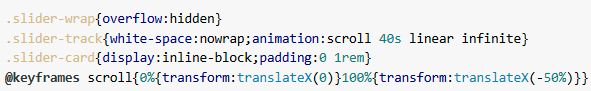 .slider-wrap{overflow:hidden}
.slider-track{white-space:nowrap;animation:scroll 40s linear infinite}
.slider-card{display:inline-block;padding:0 1rem}
@keyframes scroll{0%{transform:translateX(0)}100%{transform:translateX(-50%)}}